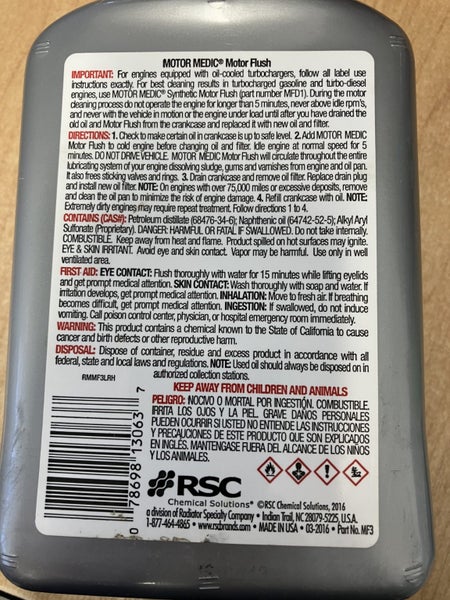 MOTOR MEDIC® Motor Flush
IMPORTANT: For engines equipped with oil-cooled turbochargers, follow all label use
instructions exactly. For best cleaning results in turbocharged gasoline and turbo-diesel
engines, use MOTOR MEDIC® Synthetic Motor Flush (part number MFD1). During the motor
cleaning process do not operate the engine for longer than 5 minutes, never above idle rpm's,
and never with the vehicle in motion or the engine under load until after you have drained the
old oil and Motor Flush from the crankcase and replaced it with new oil and filter.
DIRECTIONS: 1. Check to make certain oil in crankcase is up to safe level. 2. Add MOTOR MEDIC
Motor Flush to cold engine before changing oil and filter. Idle engine at normal speed for 5
minutes. DO NOT DRIVE VEHICLE. MOTOR MEDIC Motor Flush will circulate throughout the entire
lubricating system of your engine dissolving sludge, gums and varnishes from engine and oil pan.
It also frees sticking valves and rings. 3. Drain crankcase and remove oil filter. Replace drain plug
and install new oil filter. NOTE: On engines with over 75,000 miles or excessive deposits, remove
and clean the oil pan to minimize the risk of engine damage. 4. Refill crankcase with oil. NOTE:
Extremely dirty engines may require repeat treatment. Follow directions 1 to 4.
CONTAINS (CAS#): Petroleum distillate (68476-34-6); Naphthenic oil (64742-52-5); Alkyl Aryl
Sulfonate (Proprietary). DANGER: HARMFUL OR FATAL IF SWALLOWED. Do not take internally.
COMBUSTIBLE. Keep away from heat and flame. Product spilled on hot surfaces may ignite.
EYE & SKIN IRRITANT. Avoid eye and skin contact. Vapor may be harmful. Use only in well
ventilated area.
FIRST AID: EYE CONTACT: Flush thoroughly with water for 15 minutes while lifting eyelids
and get prompt medical attention. SKIN CONTACT: Wash thoroughly with soap and water. If
irritation develops, get prompt medical attention. INHALATION: Move to fresh air. If breathing
becomes difficult, get prompt medical attention. INGESTION: If swallowed, do not induce
vomiting. Call poison control center, physician, or hospital emergency room immediately.
WARNING: This product contains a chemical known to the State of California to cause
cancer and birth defects or other reproductive harm.
DISPOSAL: Dispose of container, residue and excess product in accordance with all
federal, state and local laws and regulations. NOTE: Used oil should always be disposed on in
authorized collection stations.
RMMF3LRH
KEEP AWAY FROM CHILDREN AND ANIMALS
PELIGRO: NOCVO O MORTAL POR INGESTIÓN. COMBUSTIBLE.
IRRITA LOS OJOS Y LA PIEL. GRAVE DAÑOS PERSONALES
PUEDEN OCURRIR SI USTED NO ENTIENDE LAS INSTRUCCIONES
Y PRECAUCIONES DE ESTE PRODUCTO QUE SON EXPLICADOS
EN INGLÉS. MANTENGASE FUERA DEL ALCANCE DE LOS NIÑOS
Y LOS ANIMALES.
0 78698 13063 7
RSC
Chemical Solutions®
©RSC Chemical Solutions, 2016
a division of Radiator Specialty Company • Indian Trail, NC 28079-5225, U.S.A.
1-877-464-4865 • www.rscbrands.com • MADE IN USA • 03-2016 • Part No. MF3